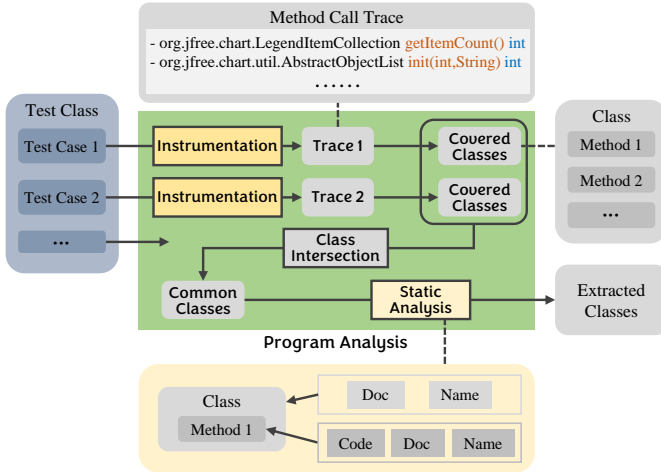 Method Call Trace
- org.jfree.chart.LegendItemCollection getItemCount() int
- org.jfree.chart.util.AbstractObjectList init(int,String) int
......
Test Class
Test Case 1
Test Case 2
...
Instrumentation
Trace 1
Covered
Classes
Instrumentation
Trace 2
Covered
Classes
Class
Intersection
Common
Classes
Static
Analysis
Program Analysis
Class
Method 1
Method 2
...
Extracted
Classes
Class
Method 1
Doc
Name
Code
Doc
Name